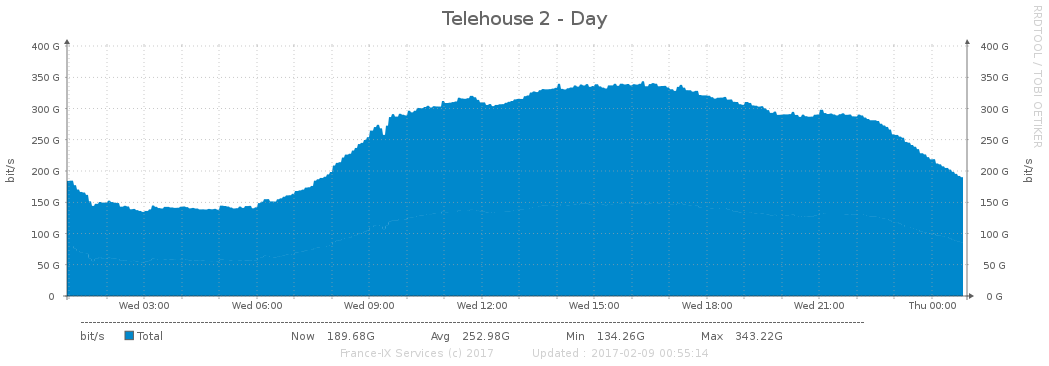 Telehouse 2 - Day
RRDTOOL / TOBI OETIKER
400 G 400 G
350 G 350 G
300 G 300 G
250 G 250 G
200 G 200 G
150 G 150 G
100 G 100 G
50 G 50 G
0 0 G
bit/s bit/s
Wed 03:00 Wed 06:00 Wed 09:00 Wed 12:00 Wed 15:00 Wed 18:00 Wed 21:00 Thu 00:00
bit/s Total Now 189.68G Avg 252.98G Min 134.26G Max 343.22G
France-IX Services (c) 2017 Updated : 2017-02-09 00:55:14